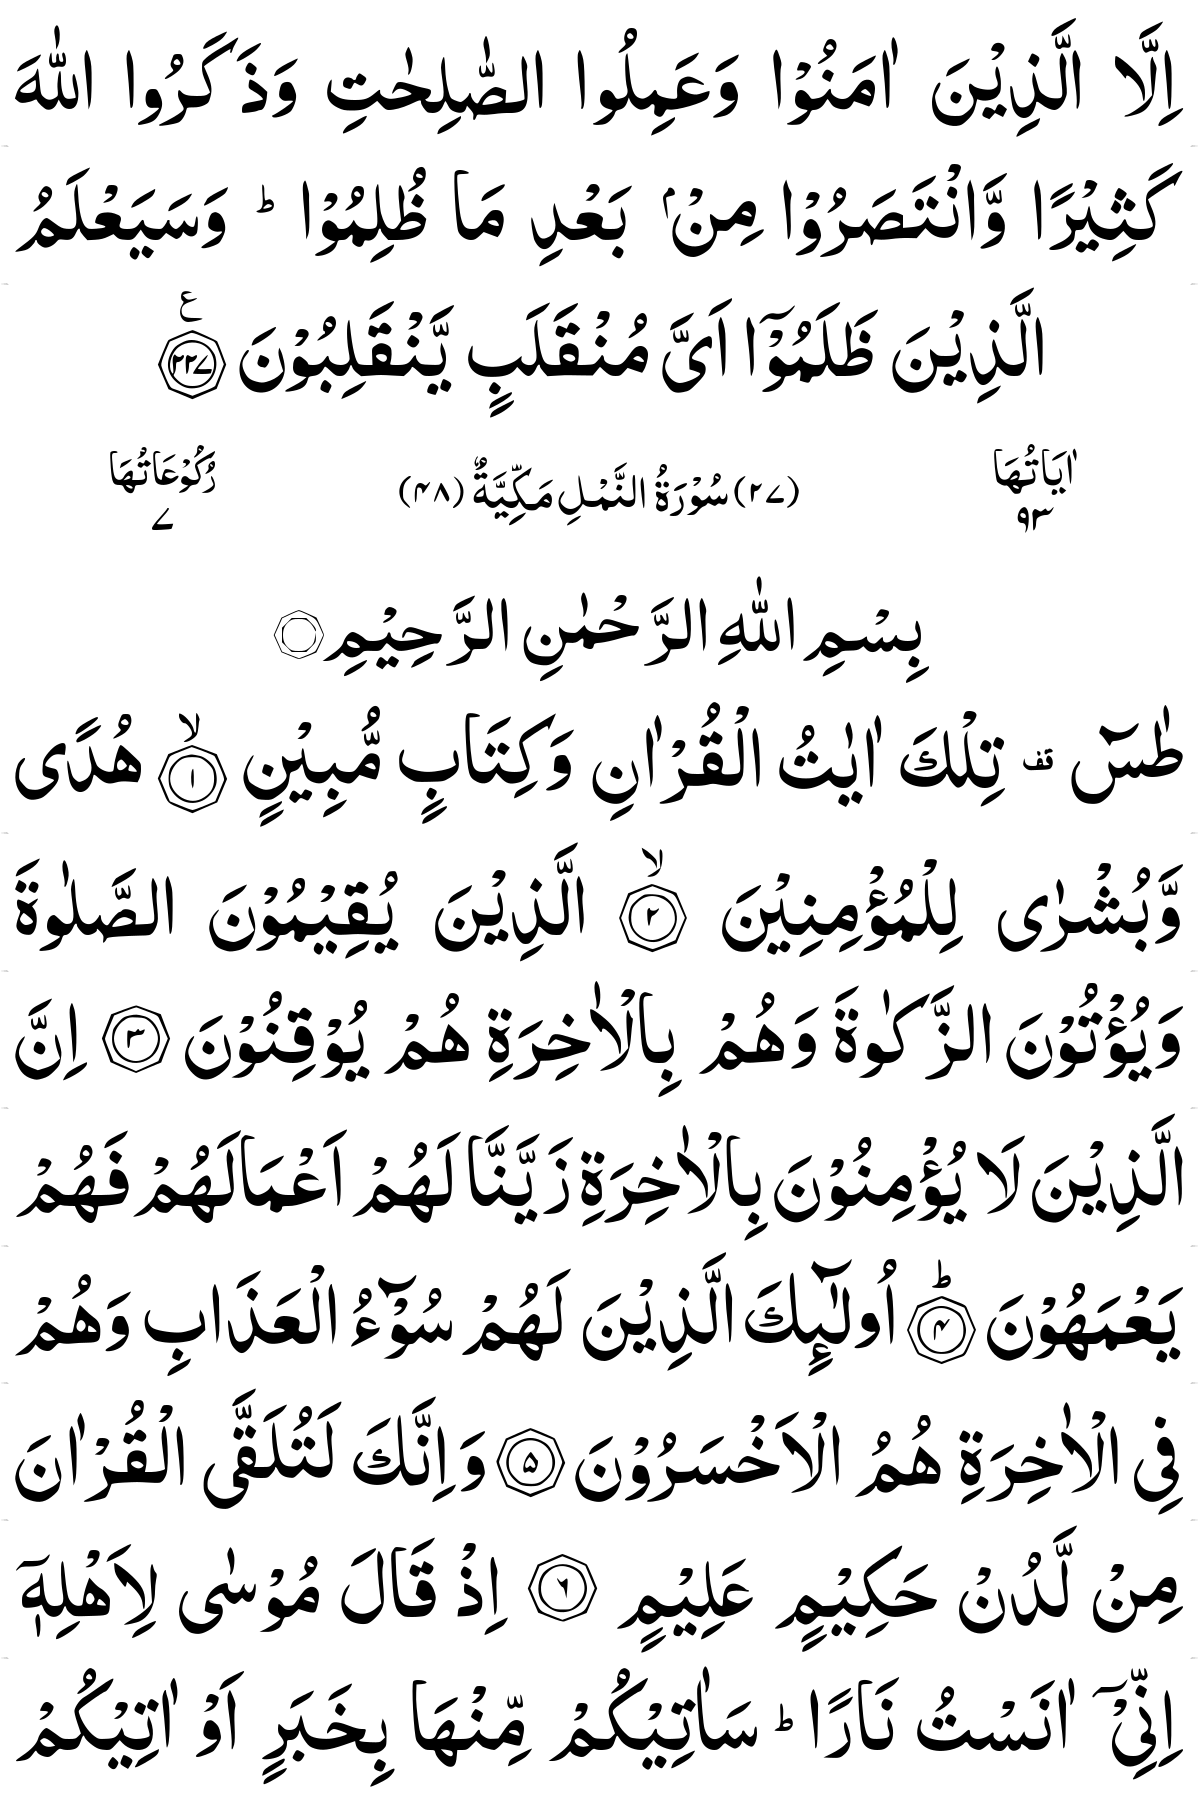 اِلَّا الَّذِيْنَ اٰمَنُوْا وَعَمِلُوا الصّٰلِحٰتِ وَذَكَرُوا اللّٰهَ
كَثِيْرًا وَّانْتَصَرُوْا مِنْۢ بَعْدِ مَا ظُلِمُوْا ؕ وَسَيَعْلَمُ
الَّذِيْنَ ظَلَمُوْۤا اَىَّ مُنْقَلَبٍ يَّنْقَلِبُوْنَ ﴿۲۲۷﴾ ع
اٰيَاتُهَا ۹۳ (۲۷) سُوْرَةُ النَّمْلِ مَكِّيَّةٌ (۴۸) رُكُوْعَاتُهَا ۷
بِسْمِ اللّٰهِ الرَّحْمٰنِ الرَّحِيْمِ
طٰسٓ قف تِلْكَ اٰيٰتُ الْقُرْاٰنِ وَكِتَابٍ مُّبِيْنٍ ۙ﴿۱﴾ هُدًى
وَّبُشْرٰى لِلْمُؤْمِنِيْنَ ۙ﴿۲﴾ الَّذِيْنَ يُقِيْمُوْنَ الصَّلٰوةَ
وَيُؤْتُوْنَ الزَّكٰوةَ وَهُمْ بِالْاٰخِرَةِ هُمْ يُوْقِنُوْنَ ﴿۳﴾ اِنَّ
الَّذِيْنَ لَا يُؤْمِنُوْنَ بِالْاٰخِرَةِ زَيَّنَّا لَهُمْ اَعْمَالَهُمْ فَهُمْ
يَعْمَهُوْنَ ؕ﴿۴﴾ اُولٰٓٮِٕكَ الَّذِيْنَ لَهُمْ سُوْٓءُ الْعَذَابِ وَهُمْ
فِى الْاٰخِرَةِ هُمُ الْاَخْسَرُوْنَ ﴿۵﴾ وَاِنَّكَ لَتُلَقَّى الْقُرْاٰنَ
مِنْ لَّدُنْ حَكِيْمٍ عَلِيْمٍ ﴿۶﴾ اِذْ قَالَ مُوْسٰى لِاَهْلِهٖۤ
اِنِّىْۤ اٰنَسْتُ نَارًا ؕ سَاٰتِيْكُمْ مِّنْهَا بِخَبَرٍ اَوْ اٰتِيْكُمْ